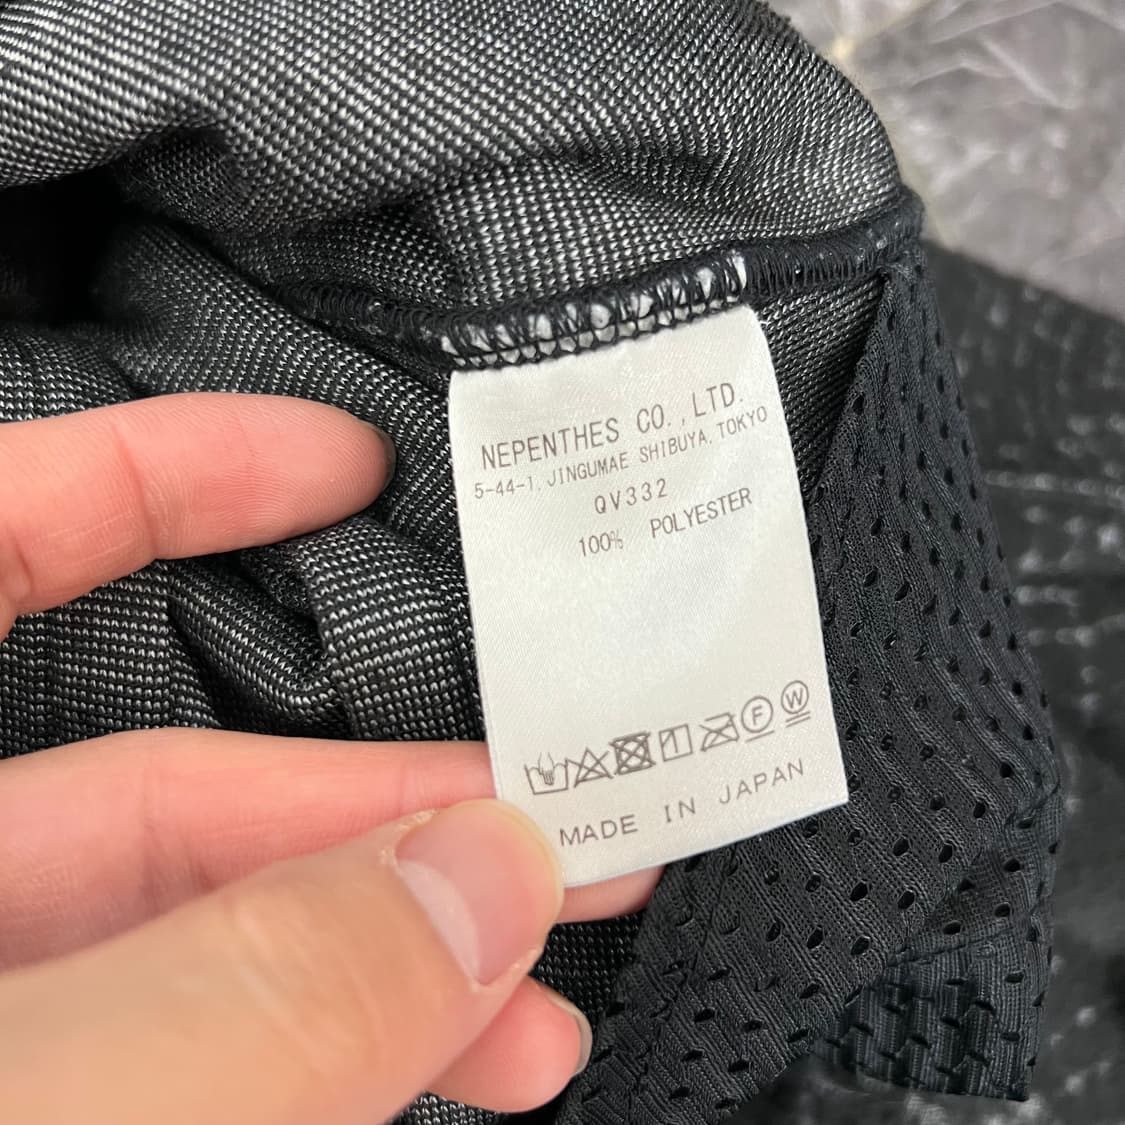 NEPENTHES CO.,LTD.
5-44-1, JINGUMAE SHIBUYA, TOKYO
QV332
100% POLYESTER
F W
MADE IN JAPAN